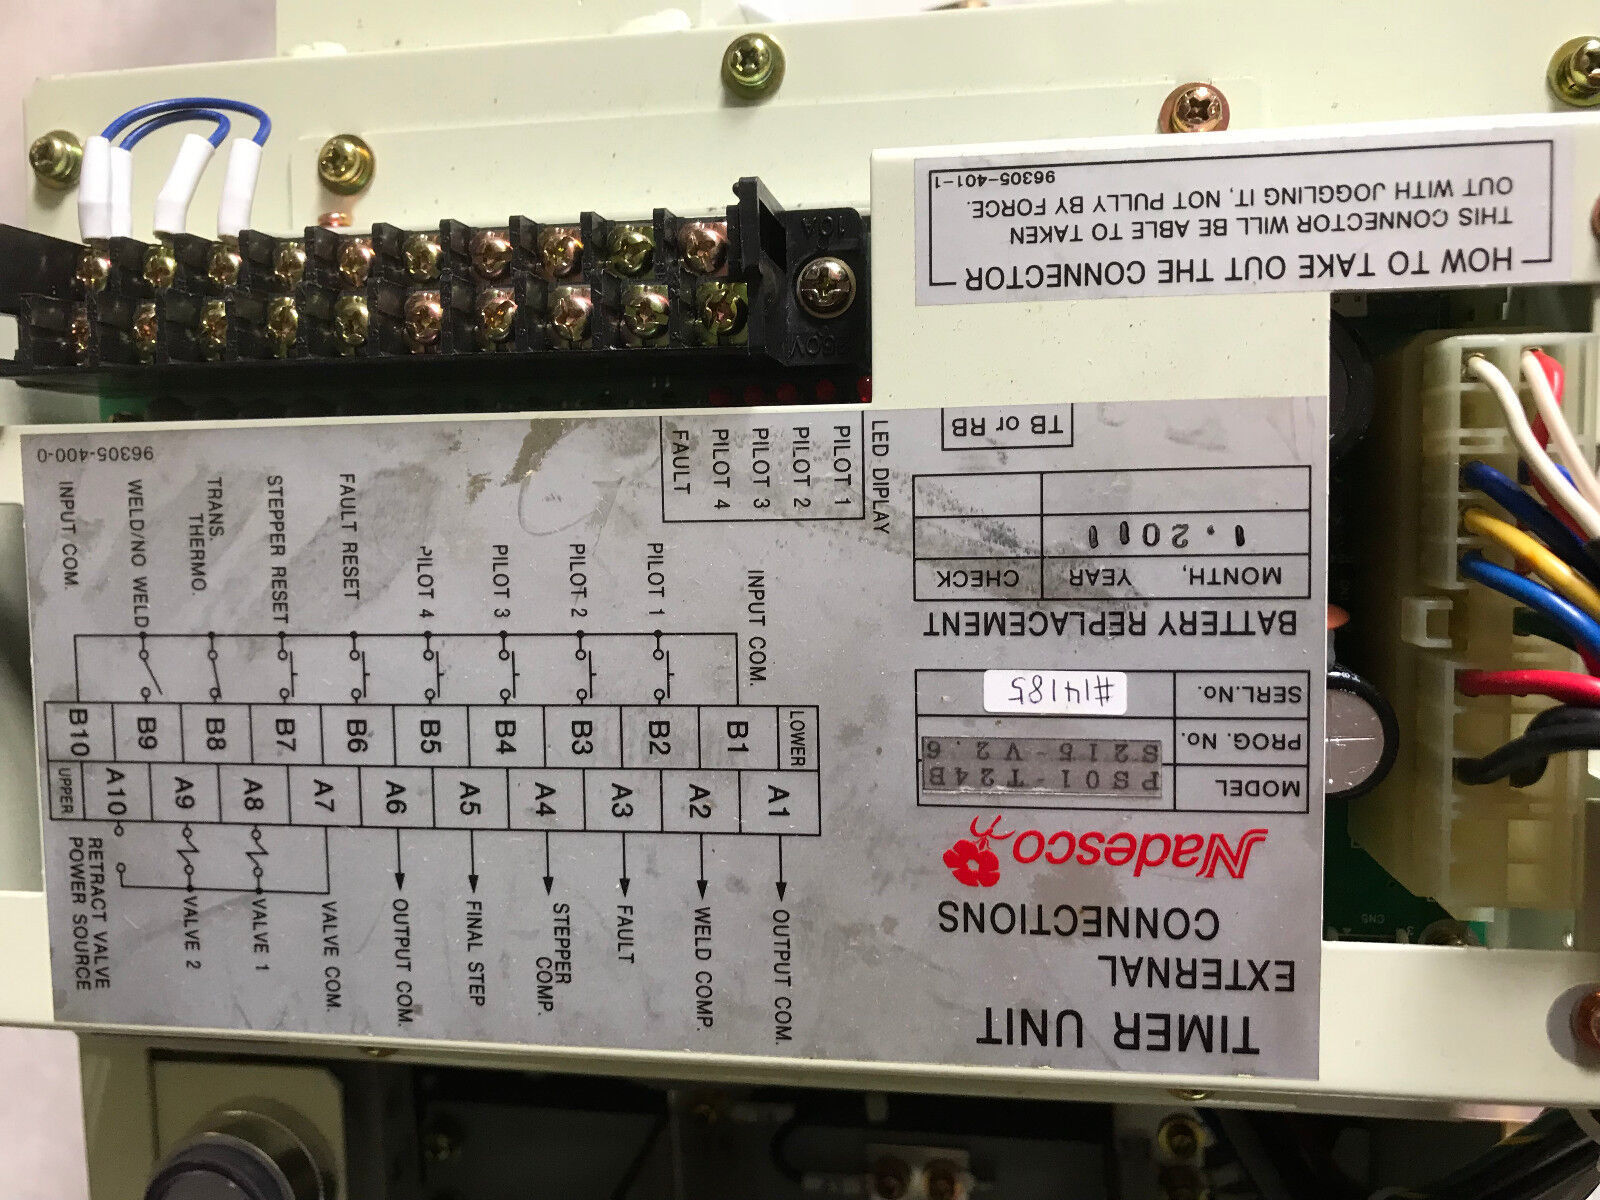 TIMER UNIT
EXTERNAL
CONNECTIONS
Nadesco
MODEL PS01-T24B
PROG. No. S215-V2.6
SERL.No. #14185
BATTERY REPLACEMENT
MONTH, YEAR CHECK
1.2011
TB or RB
LED DIPLAY
PILOT 1
PILOT 2
PILOT 3
PILOT 4
FAULT
INPUT COM.
PILOT 1
PILOT 2
PILOT 3
PILOT 4
FAULT RESET
STEPPER RESET
TRANS.
THERMO.
WELD/NO WELD
INPUT COM.
LOWER B1 B2 B3 B4 B5 B6 B7 B8 B9 B10
A1 A2 A3 A4 A5 A6 A7 A8 A9 A10 UPPER
OUTPUT COM.
WELD COMP.
FAULT
STEPPER
COMP.
FINAL STEP
OUTPUT COM.
VALVE COM.
VALVE 1
VALVE 2
RETRACT VALVE
POWER SOURCE
96305-400-0
HOW TO TAKE OUT THE CONNECTOR
THIS CONNECTOR WILL BE ABLE TO TAKEN
OUT WITH JOGGLING IT, NOT PULLY BY FORCE.
96305-401-1
10A
250V
CN5